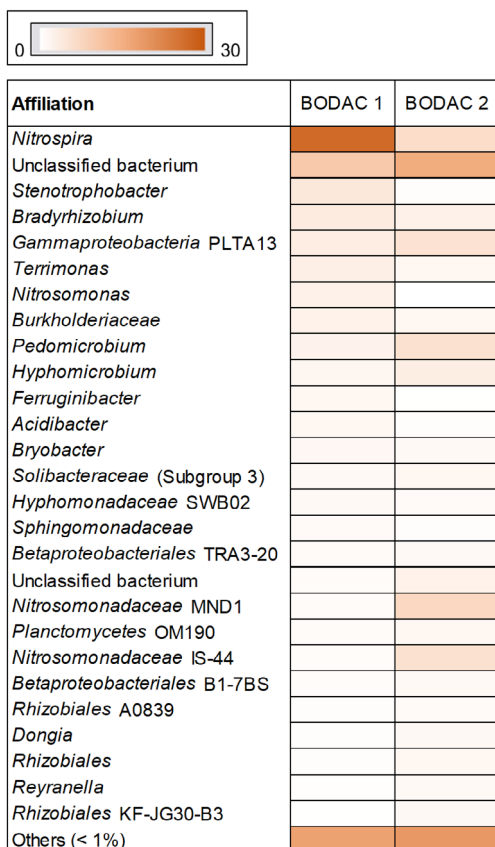 0 30
Affiliation BODAC 1 BODAC 2
Nitrospira
Unclassified bacterium
Stenotrophobacter
Bradyrhizobium
Gammaproteobacteria PLTA13
Terrimonas
Nitrosomonas
Burkholderiaceae
Pedomicrobium
Hyphomicrobium
Ferruginibacter
Acidibacter
Bryobacter
Solibacteraceae (Subgroup 3)
Hyphomonadaceae SWB02
Sphingomonadaceae
Betaproteobacteriales TRA3-20
Unclassified bacterium
Nitrosomonadaceae MND1
Planctomycetes OM190
Nitrosomonadaceae IS-44
Betaproteobacteriales B1-7BS
Rhizobiales A0839
Dongia
Rhizobiales
Reyranella
Rhizobiales KF-JG30-B3
Others (< 1%)